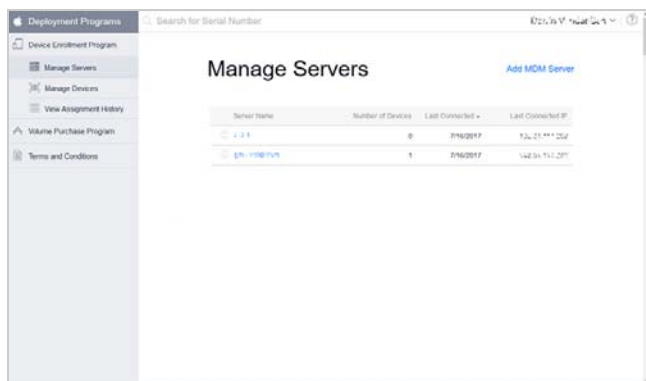 Deployment Programs
Search for Serial Number
Device Enrollment Program
Manage Servers
Manage Devices
View Assignment History
Volume Purchase Program
Terms and Conditions
Manage Servers
Add MDM Server
Server Name Number of Devices Last Connected Last Connected IP
0 7/16/2017
1 7/16/2017